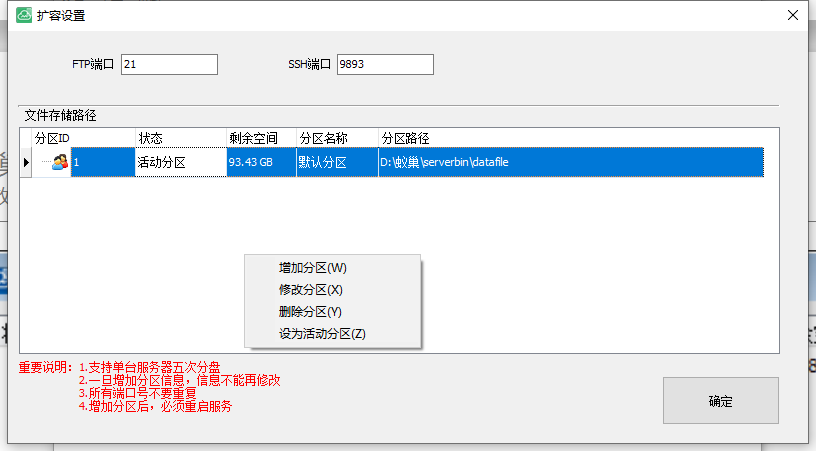 扩容设置
FTP端口 21 SSH端口 9893
文件存储路径
分区ID 状态 剩余空间 分区名称 分区路径
1 活动分区 93.43 GB 默认分区 D:\蚁巢\serverbin\datafile
增加分区(W)
修改分区(X)
删除分区(Y)
设为活动分区(Z)
重要说明：1.支持单台服务器五次分盘
2.一旦增加分区信息，信息不能再修改
3.所有端口号不要重复
4.增加分区后，必须重启服务
确定